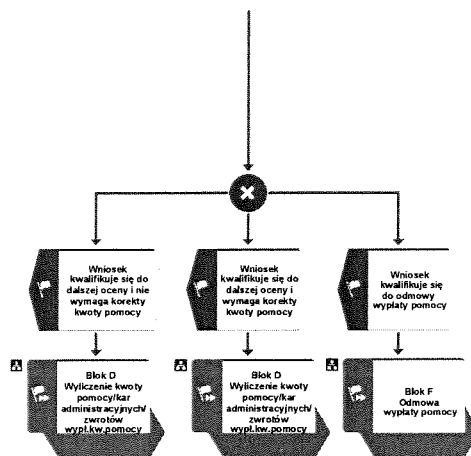 Wniosek
kwalifikuje się do
dalszej oceny i nie
wymaga korekty
kwoty pomocy
Wniosek
kwalifikuje się do
dalszej oceny i
wymaga korekty
kwoty pomocy
Wniosek
kwalifikuje się
do odmowy
wypłaty pomocy
Blok D
Wyliczenie kwoty
pomocy/kar
administracyjnych/
zwrotów
wypł.kw.pomocy
Blok D
Wyliczenie kwoty
pomocy/kar
administracyjnych/
zwrotów
wypł.kw.pomocy
Blok F
Odmowa
wypłaty pomocy